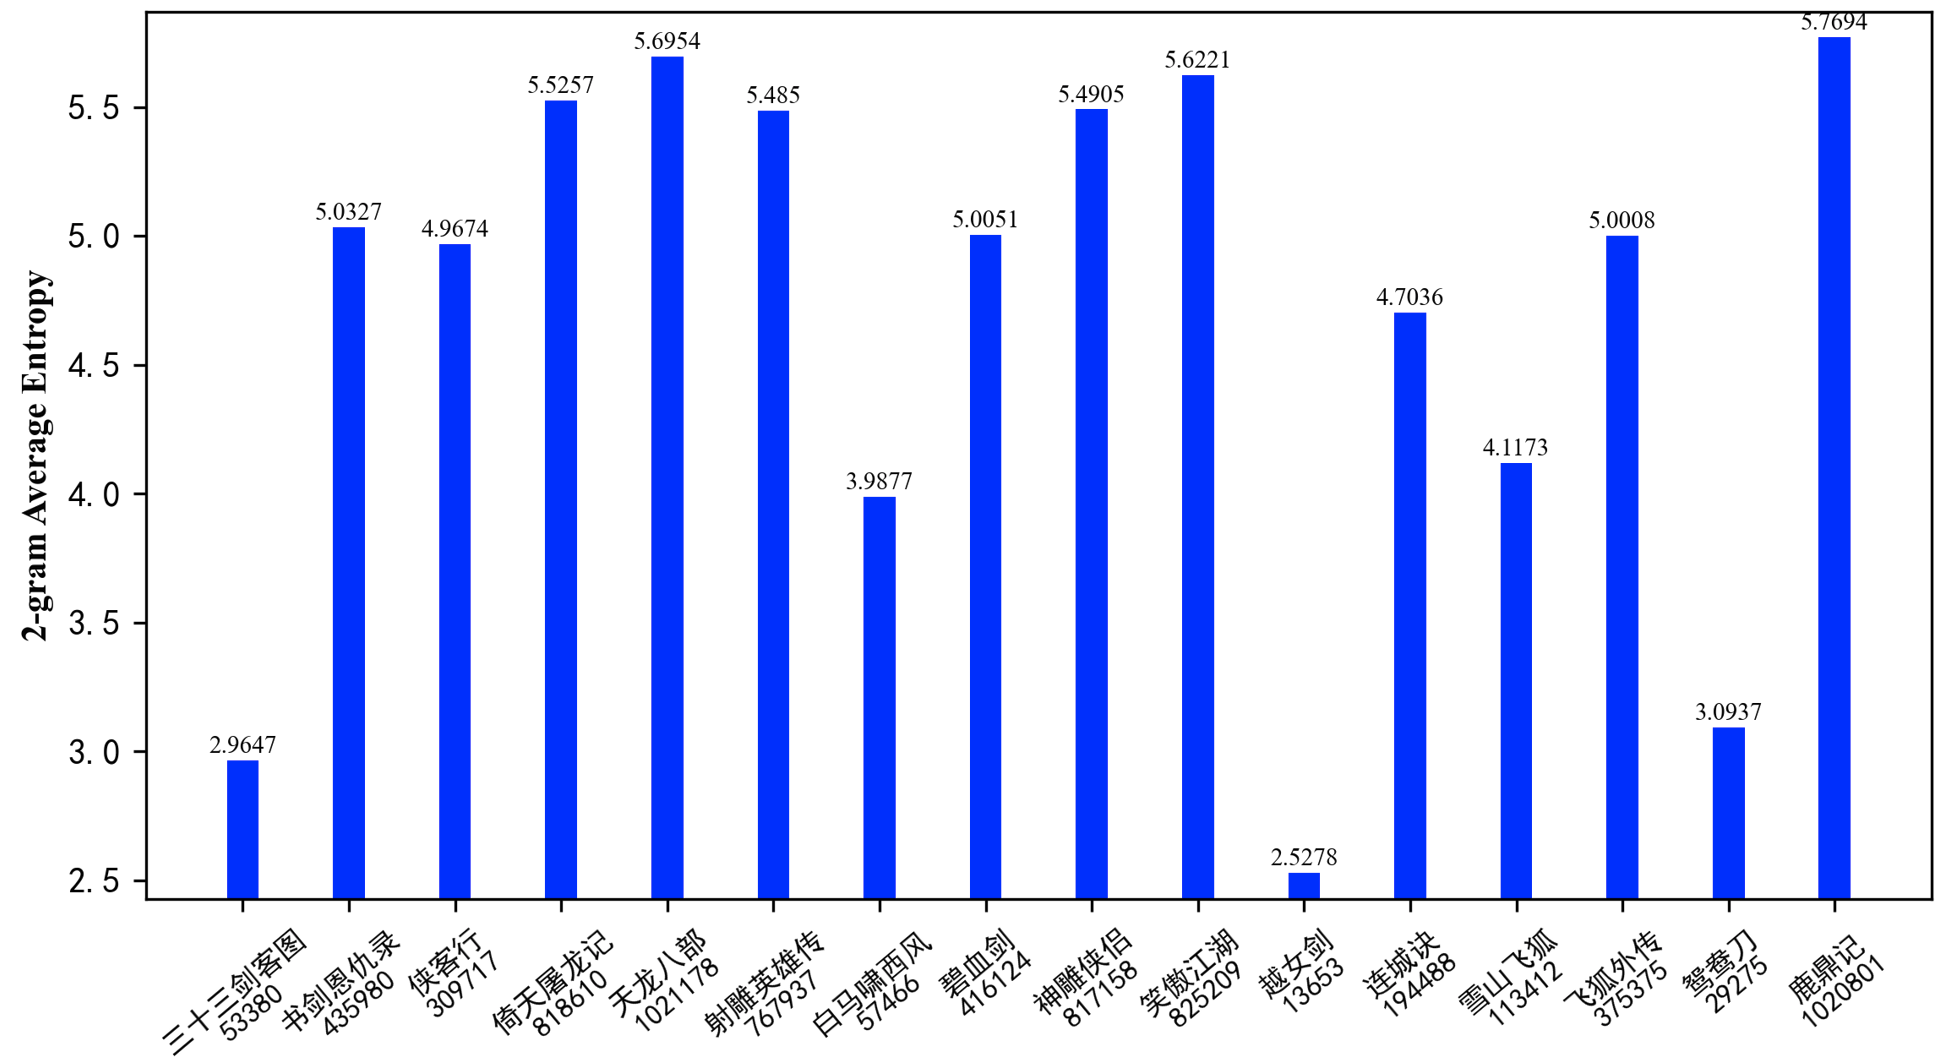 2-gram Average Entropy
5.5
5.0
4.5
4.0
3.5
3.0
2.5
2.9647
5.0327
4.9674
5.5257
5.6954
5.485
3.9877
5.0051
5.4905
5.6221
2.5278
4.7036
4.1173
5.0008
3.0937
5.7694
三十三剑客图
53380
书剑恩仇录
435980
侠客行
309717
倚天屠龙记
818610
天龙八部
1021178
射雕英雄传
767937
白马啸西风
57466
碧血剑
416124
神雕侠侣
817158
笑傲江湖
825209
越女剑
13653
连城诀
194488
雪山飞狐
113412
飞狐外传
375375
鸳鸯刀
29275
鹿鼎记
1020801